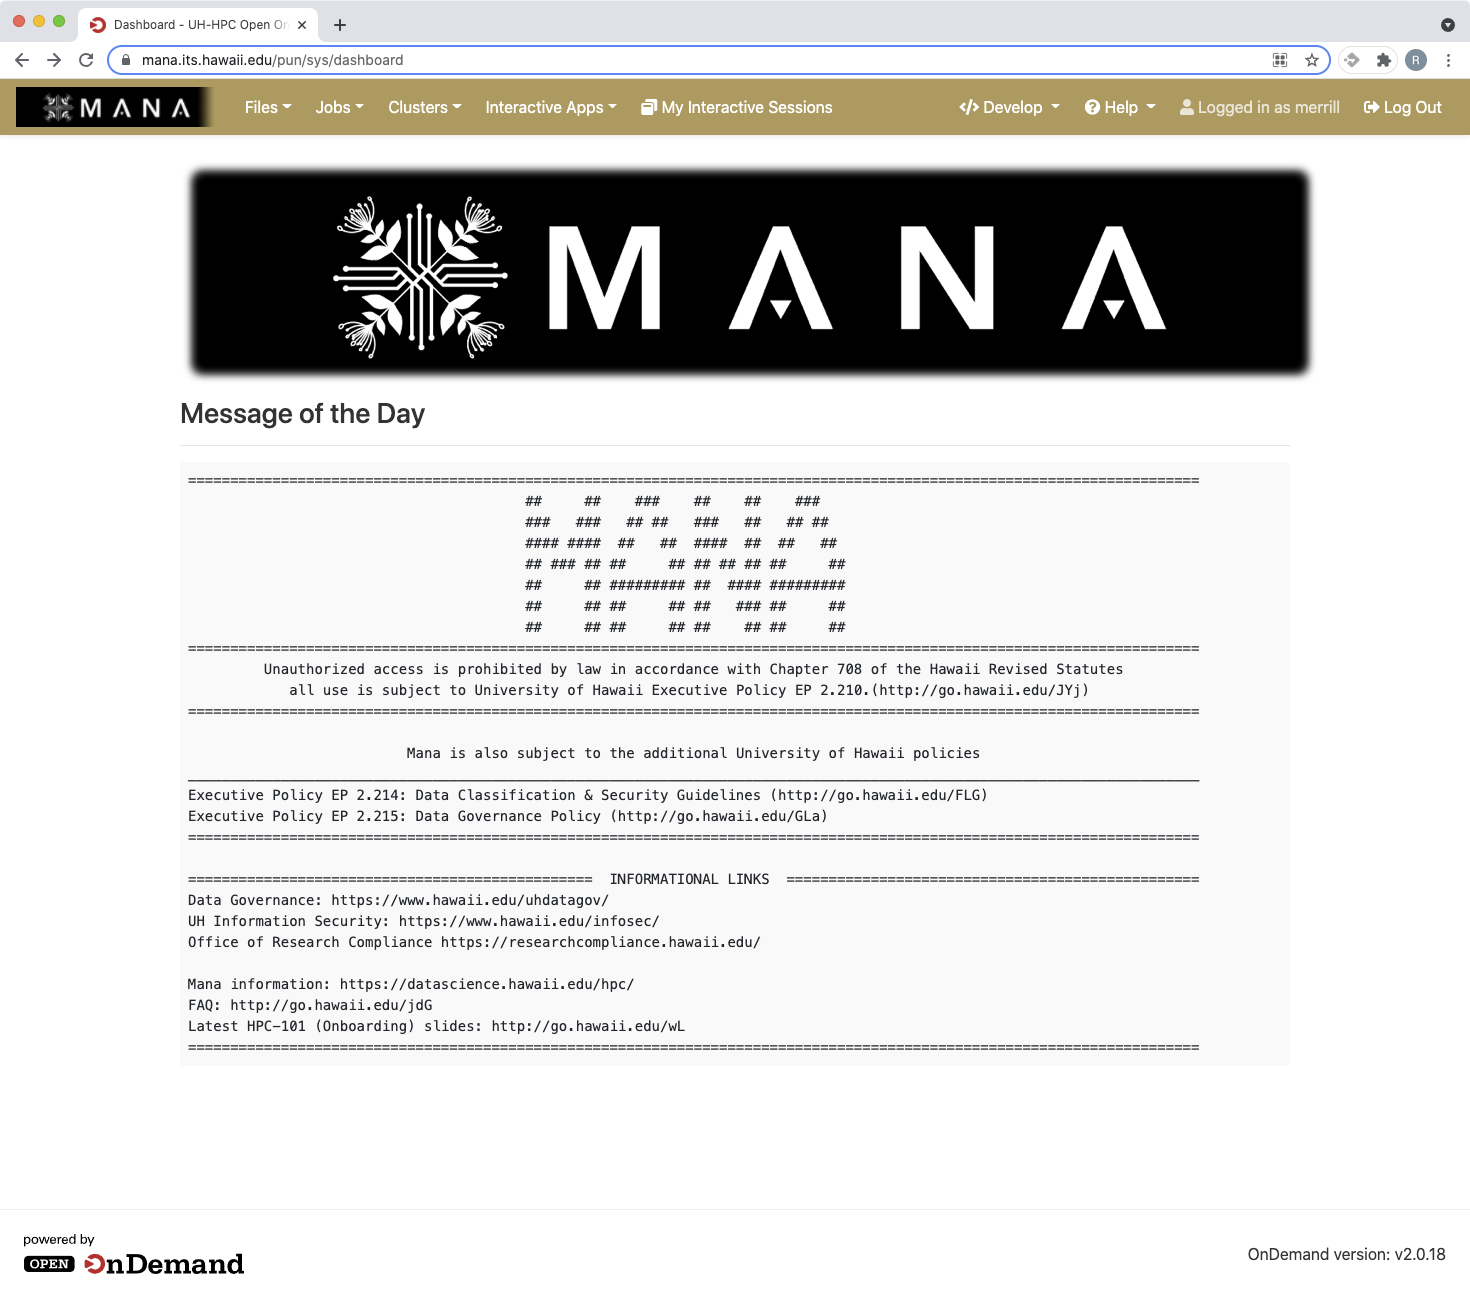 Dashboard - UH-HPC Open On
mana.its.hawaii.edu/pun/sys/dashboard
R
MANA
Files
Jobs
Clusters
Interactive Apps
My Interactive Sessions
Develop
Help
Logged in as merrill
Log Out
MANA
Message of the Day
========================================================================================================================
##     ##    ###    ##    ##    ###
###   ###   ## ##   ###   ##   ## ##
#### ####  ##   ##  ####  ##  ##   ##
## ### ## ##     ## ## ## ## ##     ##
##     ## ######### ##  #### #########
##     ## ##     ## ##   ### ##     ##
##     ## ##     ## ##    ## ##     ##
========================================================================================================================
Unauthorized access is prohibited by law in accordance with Chapter 708 of the Hawaii Revised Statutes
all use is subject to University of Hawaii Executive Policy EP 2.210.(http://go.hawaii.edu/JYj)
========================================================================================================================
Mana is also subject to the additional University of Hawaii policies
________________________________________________________________________________________________________________________
Executive Policy EP 2.214: Data Classification & Security Guidelines (http://go.hawaii.edu/FLG)
Executive Policy EP 2.215: Data Governance Policy (http://go.hawaii.edu/GLa)
========================================================================================================================
================================================  INFORMATIONAL LINKS  =================================================
Data Governance: https://www.hawaii.edu/uhdatagov/
UH Information Security: https://www.hawaii.edu/infosec/
Office of Research Compliance https://researchcompliance.hawaii.edu/
Mana information: https://datascience.hawaii.edu/hpc/
FAQ: http://go.hawaii.edu/jdG
Latest HPC-101 (Onboarding) slides: http://go.hawaii.edu/wL
========================================================================================================================
powered by
OPEN OnDemand
OnDemand version: v2.0.18